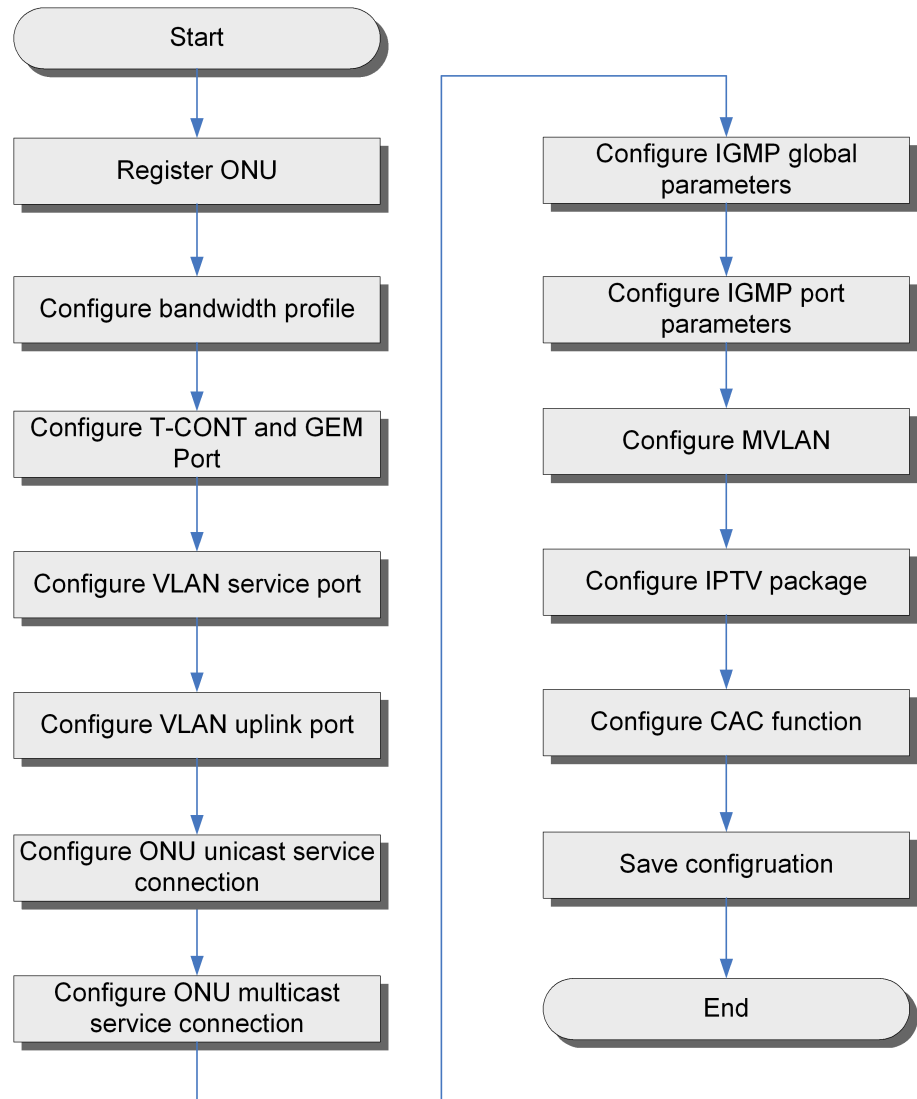 Start
Register ONU
Configure bandwidth profile
Configure T-CONT and GEM
Port
Configure VLAN service port
Configure VLAN uplink port
Configure ONU unicast service
connection
Configure ONU multicast
service connection
Configure IGMP global
parameters
Configure IGMP port
parameters
Configure MVLAN
Configure IPTV package
Configure CAC function
Save configruation
End